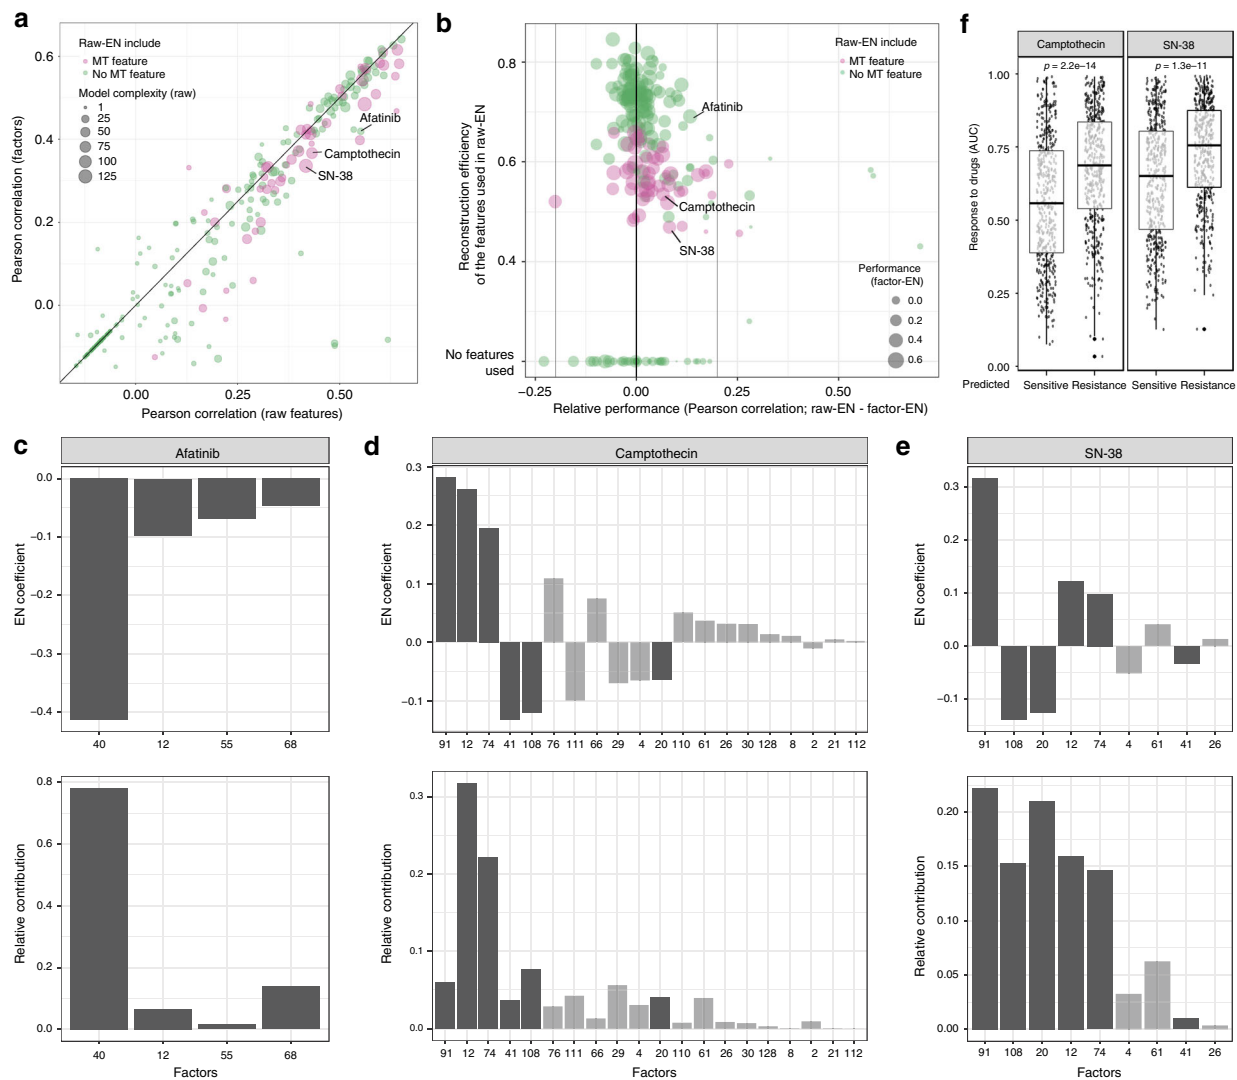 a
0.6
0.4
0.2
0.0
Pearson correlation (factors)
Raw-EN include
MT feature
No MT feature
Model complexity (raw)
1
25
50
75
100
125
Afatinib
Camptothecin
SN-38
0.00
0.25
0.50
Pearson correlation (raw features)
b
0.8
0.6
0.4
No features
used
Reconstruction efficiency
of the features used in raw-EN
Raw-EN include
MT feature
No MT feature
Afatinib
Camptothecin
SN-38
Performance
(factor-EN)
0.0
0.2
0.4
0.6
−0.25
0.00
0.25
0.50
Relative performance (Pearson correlation; raw-EN - factor-EN)
f
Camptothecin
SN-38
p = 2.2e−14
p = 1.3e−11
1.00
0.75
0.50
0.25
0.00
Response to drugs (AUC)
Predicted
Sensitive Resistance
Sensitive Resistance
c
Afatinib
0.0
−0.1
−0.2
−0.3
−0.4
EN coefficient
40 12 55 68
0.8
0.6
0.4
0.2
0.0
Relative contribution
40 12 55 68
Factors
d
Camptothecin
0.3
0.2
0.1
0.0
−0.1
EN coefficient
91 12 74 41 108 76 111 66 29 4 20 110 61 26 30 128 8 2 21 112
0.3
0.2
0.1
0.0
Relative contribution
91 12 74 41 108 76 111 66 29 4 20 110 61 26 30 128 8 2 21 112
Factors
e
SN-38
0.3
0.2
0.1
0.0
−0.1
EN coefficient
91 108 20 12 74 4 61 41 26
0.20
0.15
0.10
0.05
0.00
Relative contribution
91 108 20 12 74 4 61 41 26
Factors